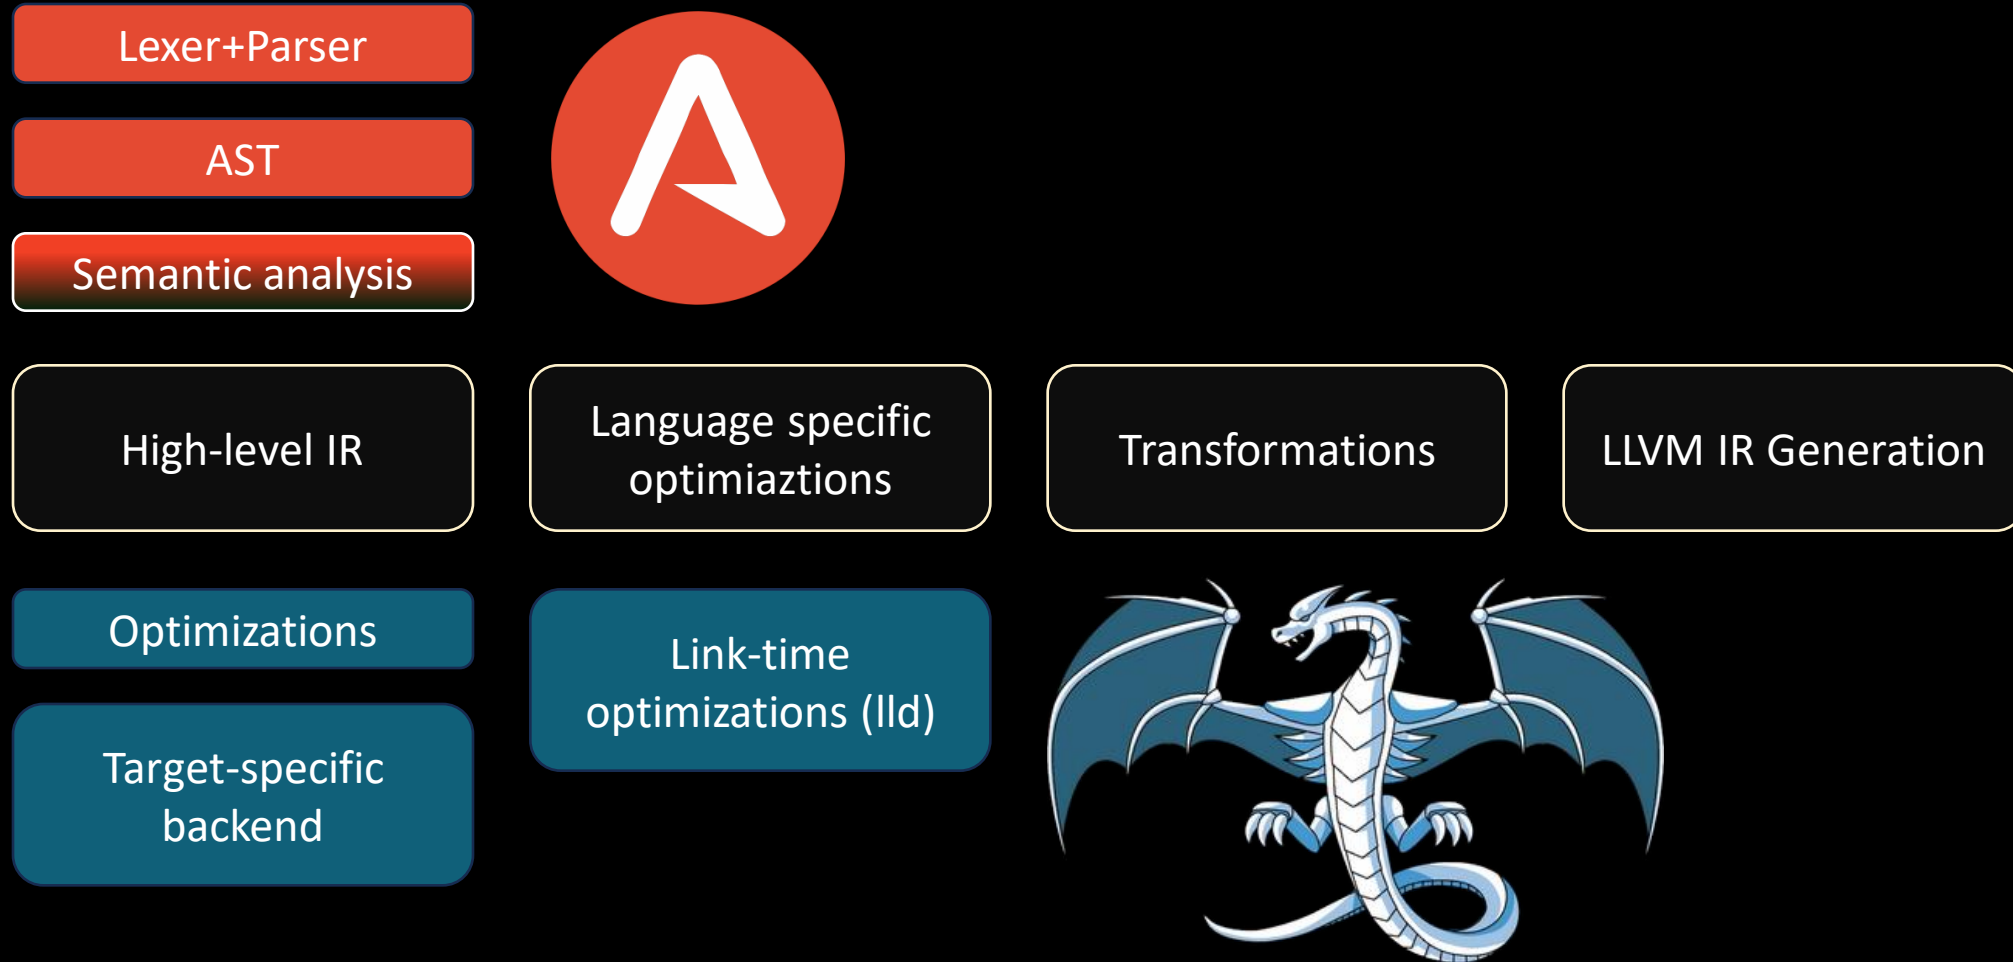 Lexer+Parser
AST
Semantic analysis
High-level IR
Language specific
optimiaztions
Transformations
LLVM IR Generation
Optimizations
Link-time
optimizations (lld)
Target-specific
backend